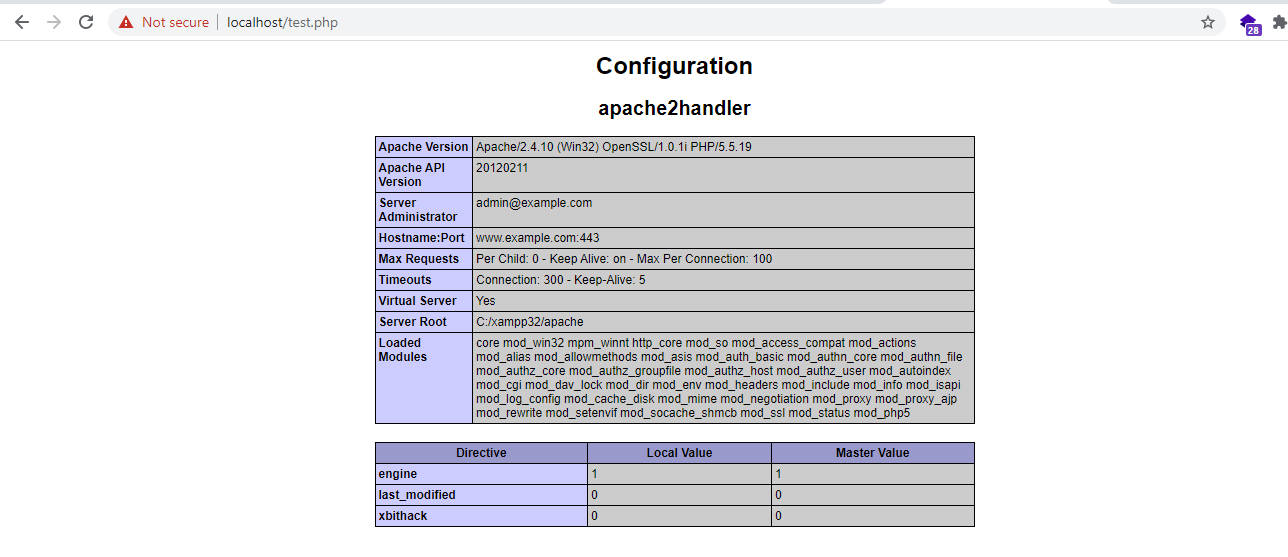 Not secure localhost/test.php
28
Configuration
apache2handler
Apache Version Apache/2.4.10 (Win32) OpenSSL/1.0.1i PHP/5.5.19
Apache API 20120211
Version
Server admin@example.com
Administrator
Hostname:Port www.example.com:443
Max Requests Per Child: 0 - Keep Alive: on - Max Per Connection: 100
Timeouts Connection: 300 - Keep-Alive: 5
Virtual Server Yes
Server Root C:/xampp32/apache
Loaded core mod_win32 mpm_winnt http_core mod_so mod_access_compat mod_actions
Modules mod_alias mod_allowmethods mod_asis mod_auth_basic mod_authn_core mod_authn_file
mod_authz_core mod_authz_groupfile mod_authz_host mod_authz_user mod_autoindex
mod_cgi mod_dav_lock mod_dir mod_env mod_headers mod_include mod_info mod_isapi
mod_log_config mod_cache_disk mod_mime mod_negotiation mod_proxy mod_proxy_ajp
mod_rewrite mod_setenvif mod_socache_shmcb mod_ssl mod_status mod_php5
Directive Local Value Master Value
engine 1 1
last_modified 0 0
xbithack 0 0